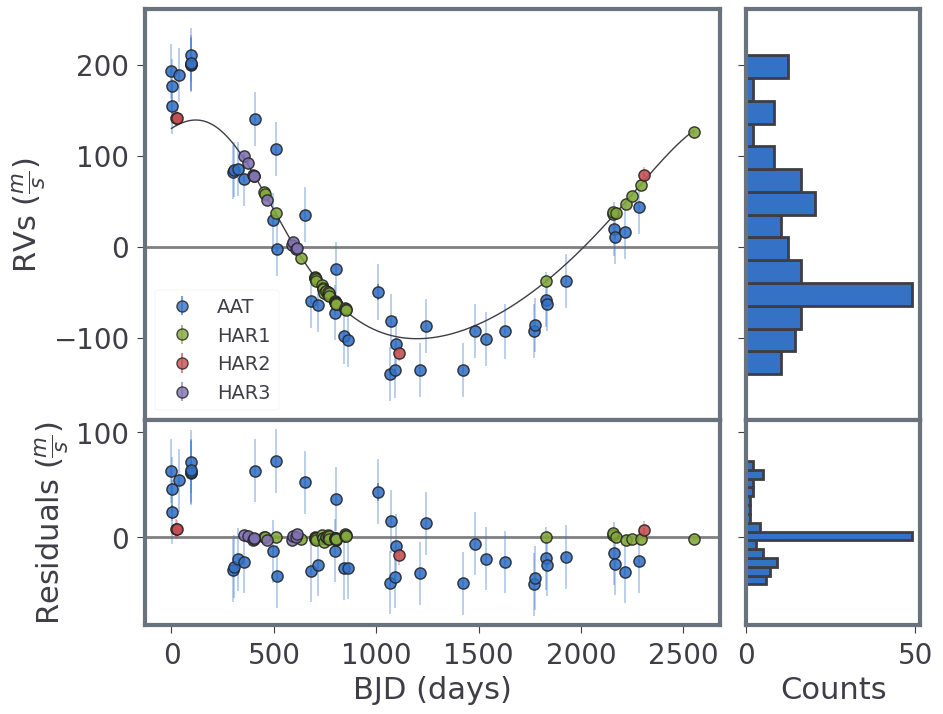 RVs (m/s)
200
100
0
−100
AAT
HAR1
HAR2
HAR3
Residuals (m/s)
100
0
0 500 1000 1500 2000 2500
BJD (days)
0 50
Counts